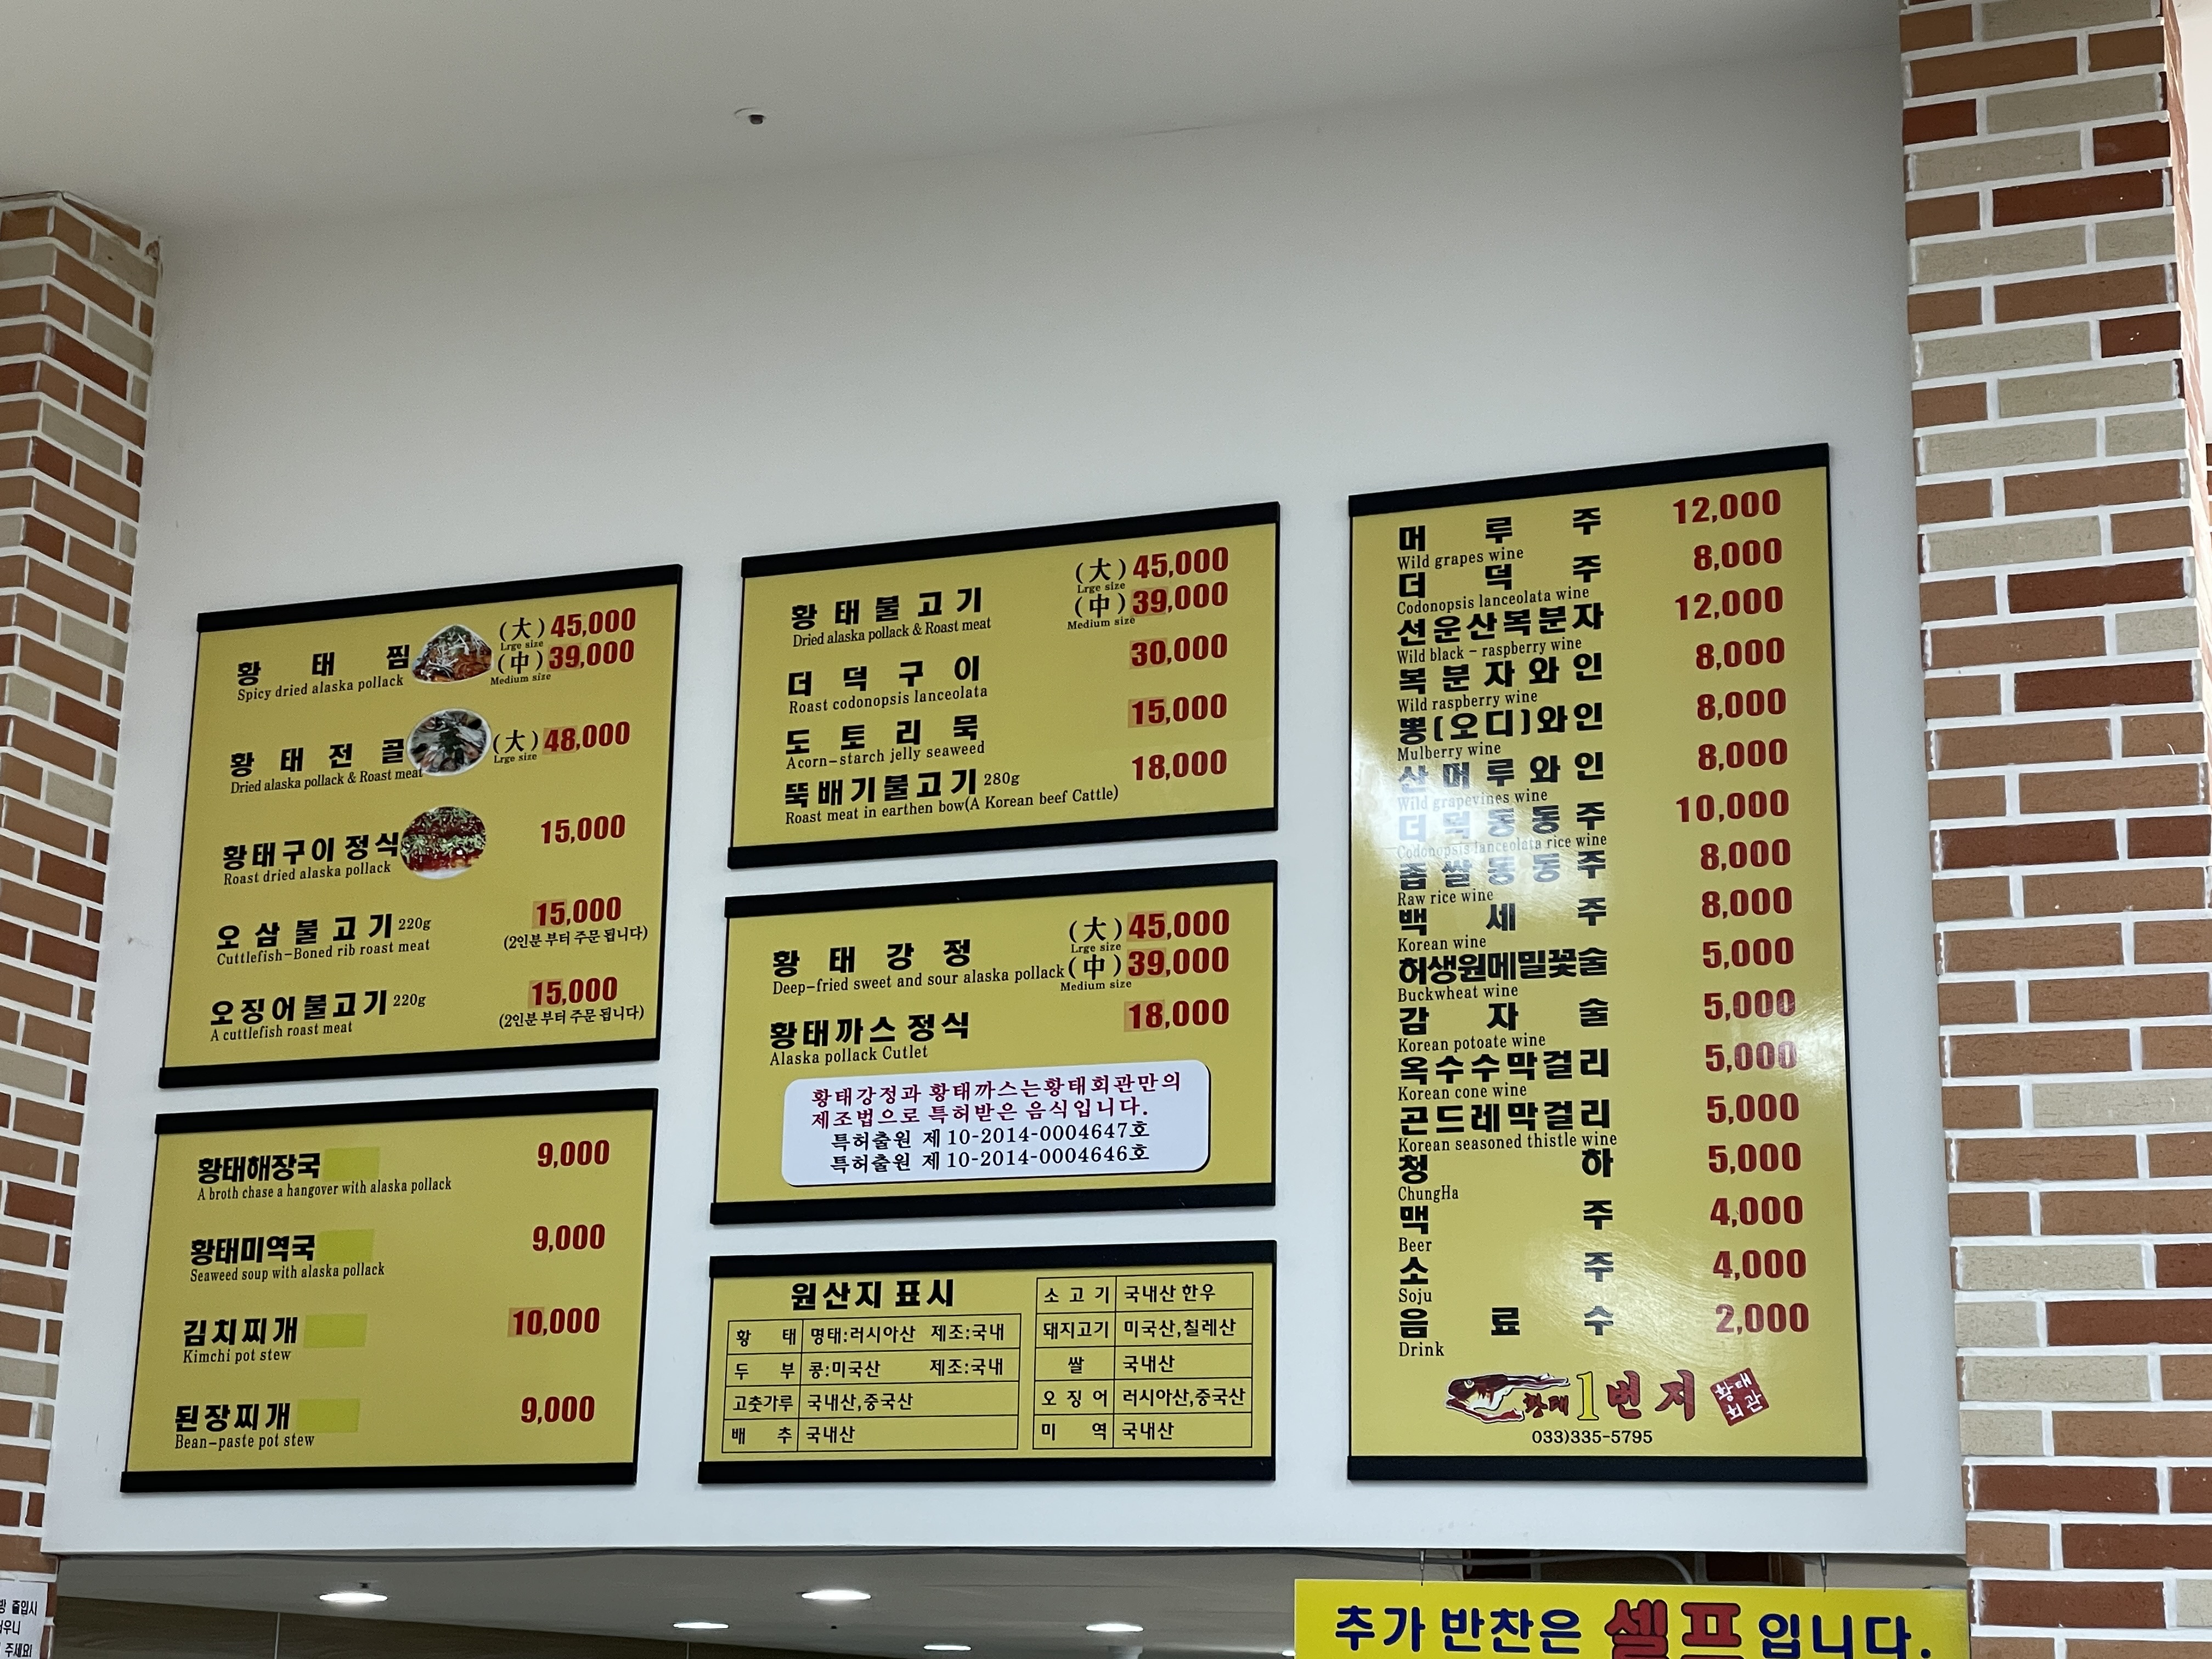 황태찜 (大) 45,000
Lrge size
Spicy dried alaska pollack (中) 39,000
Medium size
황태전골 (大) 48,000
Dried alaska pollack & Roast meat Lrge size
황태구이 정식 15,000
Roast dried alaska pollack
오삼불고기 220g 15,000
Cuttlefish-Boned rib roast meat (2인분 부터 주문 됩니다)
오징어불고기 220g 15,000
A cuttlefish roast meat (2인분 부터 주문 됩니다)
황태해장국 9,000
A broth chase a hangover with alaska pollack
황태미역국 9,000
Seaweed soup with alaska pollack
김치찌개 10,000
Kimchi pot stew
된장찌개 9,000
Bean-paste pot stew
황태불고기 (大) 45,000
Lrge size
Dried alaska pollack & Roast meat (中) 39,000
Medium size
더덕구이 30,000
Roast codonopsis lanceolata
도토리묵 15,000
Acorn-starch jelly seaweed
뚝배기불고기 280g 18,000
Roast meat in earthen bow(A Korean beef Cattle)
황태강정 (大) 45,000
Lrge size
Deep-fried sweet and sour alaska pollack (中) 39,000
Medium size
황태까스 정식 18,000
Alaska pollack Cutlet
황태강정과 황태까스는황태회관만의
제조법으로 특허받은 음식입니다.
특허출원 제 10-2014-0004647호
특허출원 제 10-2014-0004646호
원산지 표시
황태 명태:러시아산 제조:국내
두부 콩:미국산 제조:국내
고춧가루 국내산,중국산
배추 국내산
소고기 국내산 한우
돼지고기 미국산,칠레산
쌀 국내산
오징어 러시아산,중국산
미역 국내산
머루주 12,000
Wild grapes wine
더덕주 8,000
Codonopsis lanceolata wine
선운산복분자 12,000
Wild black - raspberry wine
복분자와인 8,000
Wild raspberry wine
뽕(오디)와인 8,000
Mulberry wine
산머루와인 8,000
Wild grapevines wine
더덕동동주 10,000
Codonopsis lanceolata rice wine
좁쌀동동주 8,000
Raw rice wine
백세주 8,000
Korean wine
허생원메밀꽃술 5,000
Buckwheat wine
감자술 5,000
Korean potoate wine
옥수수막걸리 5,000
Korean cone wine
곤드레막걸리 5,000
Korean seasoned thistle wine
청하 5,000
ChungHa
맥주 4,000
Beer
소주 4,000
Soju
음료수 2,000
Drink
황태 1번지 황태회관
033)335-5795
추가 반찬은 셀프입니다.
출입시
주세요!